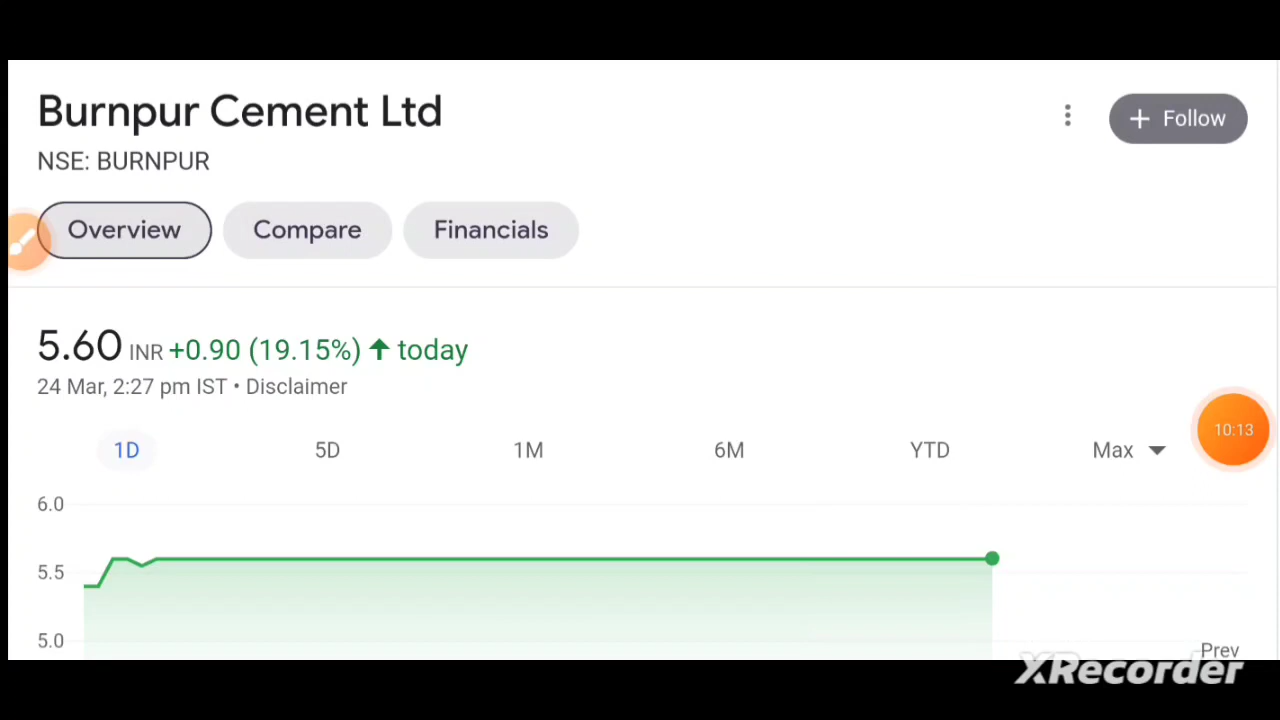 Burnpur Cement Ltd
+ Follow
NSE: BURNPUR
Overview Compare Financials
5.60 INR +0.90 (19.15%) ↑ today
24 Mar, 2:27 pm IST • Disclaimer
1D 5D 1M 6M YTD Max
10:13
6.0
5.5
5.0
Prev
XRecorder